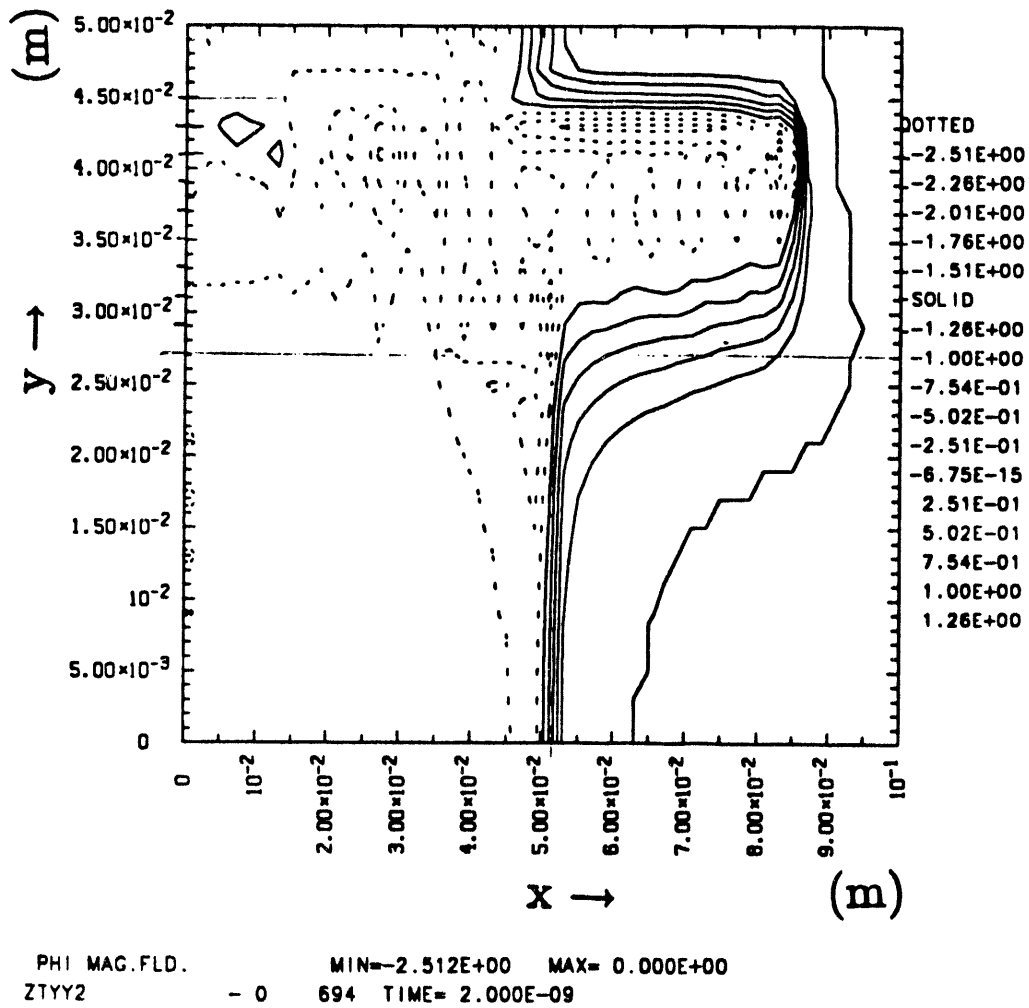 5.00×10⁻²
(m)
4.50×10⁻²
4.00×10⁻²
3.50×10⁻²
3.00×10⁻²
2.50×10⁻²
2.00×10⁻²
1.50×10⁻²
10⁻²
5.00×10⁻³
0
y →
DOTTED
-2.51E+00
-2.26E+00
-2.01E+00
-1.76E+00
-1.51E+00
SOLID
-1.26E+00
-1.00E+00
-7.54E-01
-5.02E-01
-2.51E-01
-6.75E-15
2.51E-01
5.02E-01
7.54E-01
1.00E+00
1.26E+00
0
10⁻²
2.00×10⁻²
3.00×10⁻²
4.00×10⁻²
5.00×10⁻²
6.00×10⁻²
7.00×10⁻²
8.00×10⁻²
9.00×10⁻²
10⁻¹
x → (m)
PHI MAG.FLD. MIN=-2.512E+00 MAX= 0.000E+00
ZTYY2 - 0 694 TIME= 2.000E-09